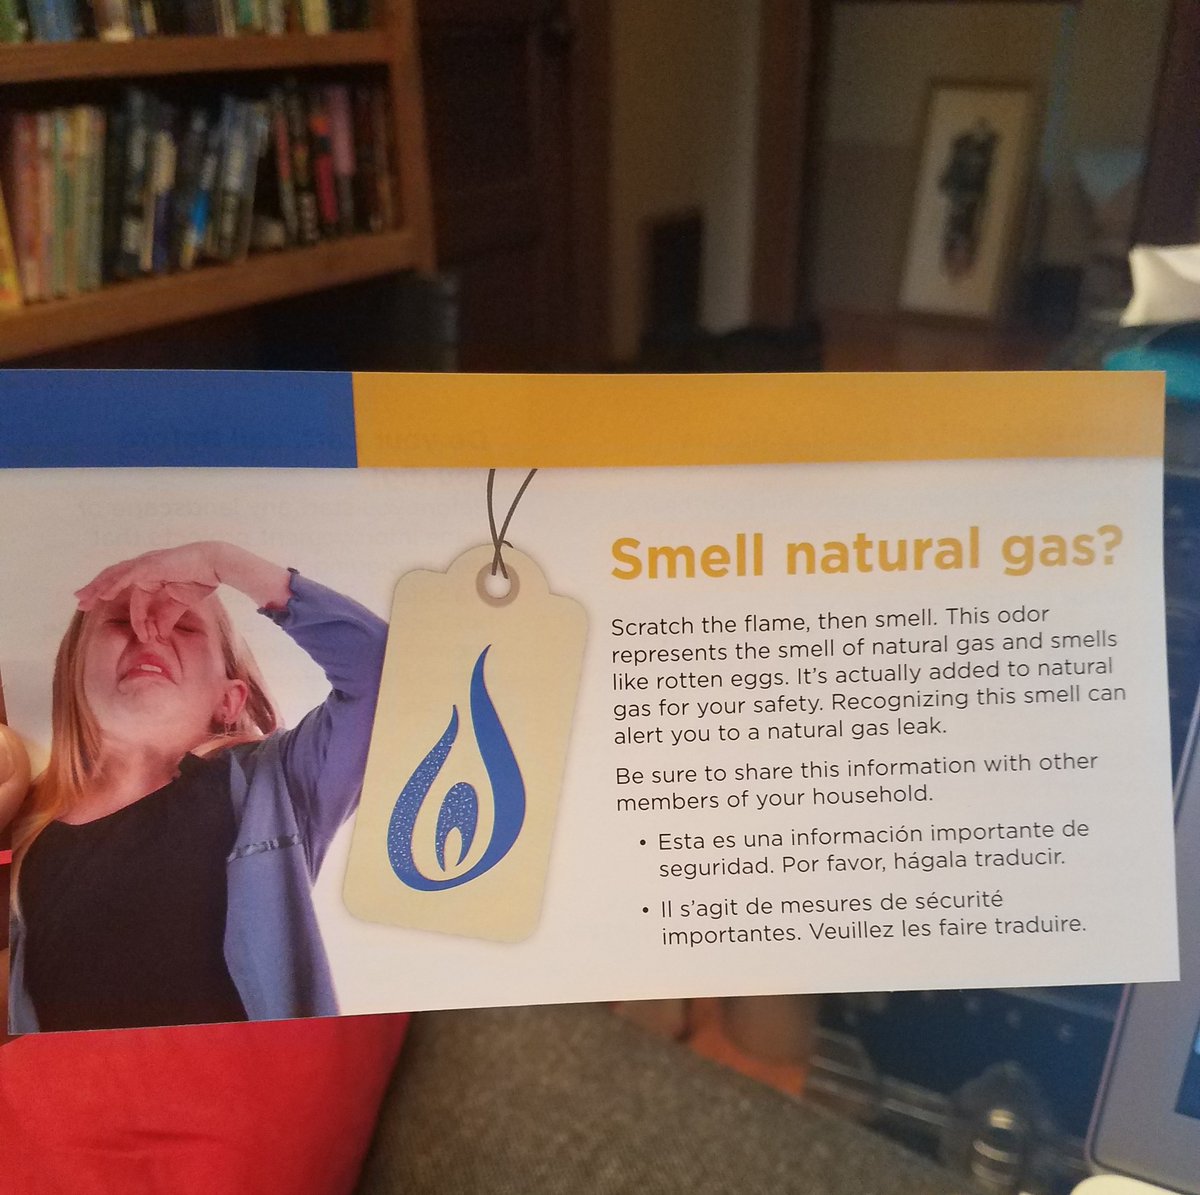 Smell natural gas?
Scratch the flame, then smell. This odor
represents the smell of natural gas and smells
like rotten eggs. It's actually added to natural
gas for your safety. Recognizing this smell can
alert you to a natural gas leak.
Be sure to share this information with other
members of your household.
• Esta es una información importante de
seguridad. Por favor, hágala traducir.
• Il s'agit de mesures de sécurité
importantes. Veuillez les faire traduire.